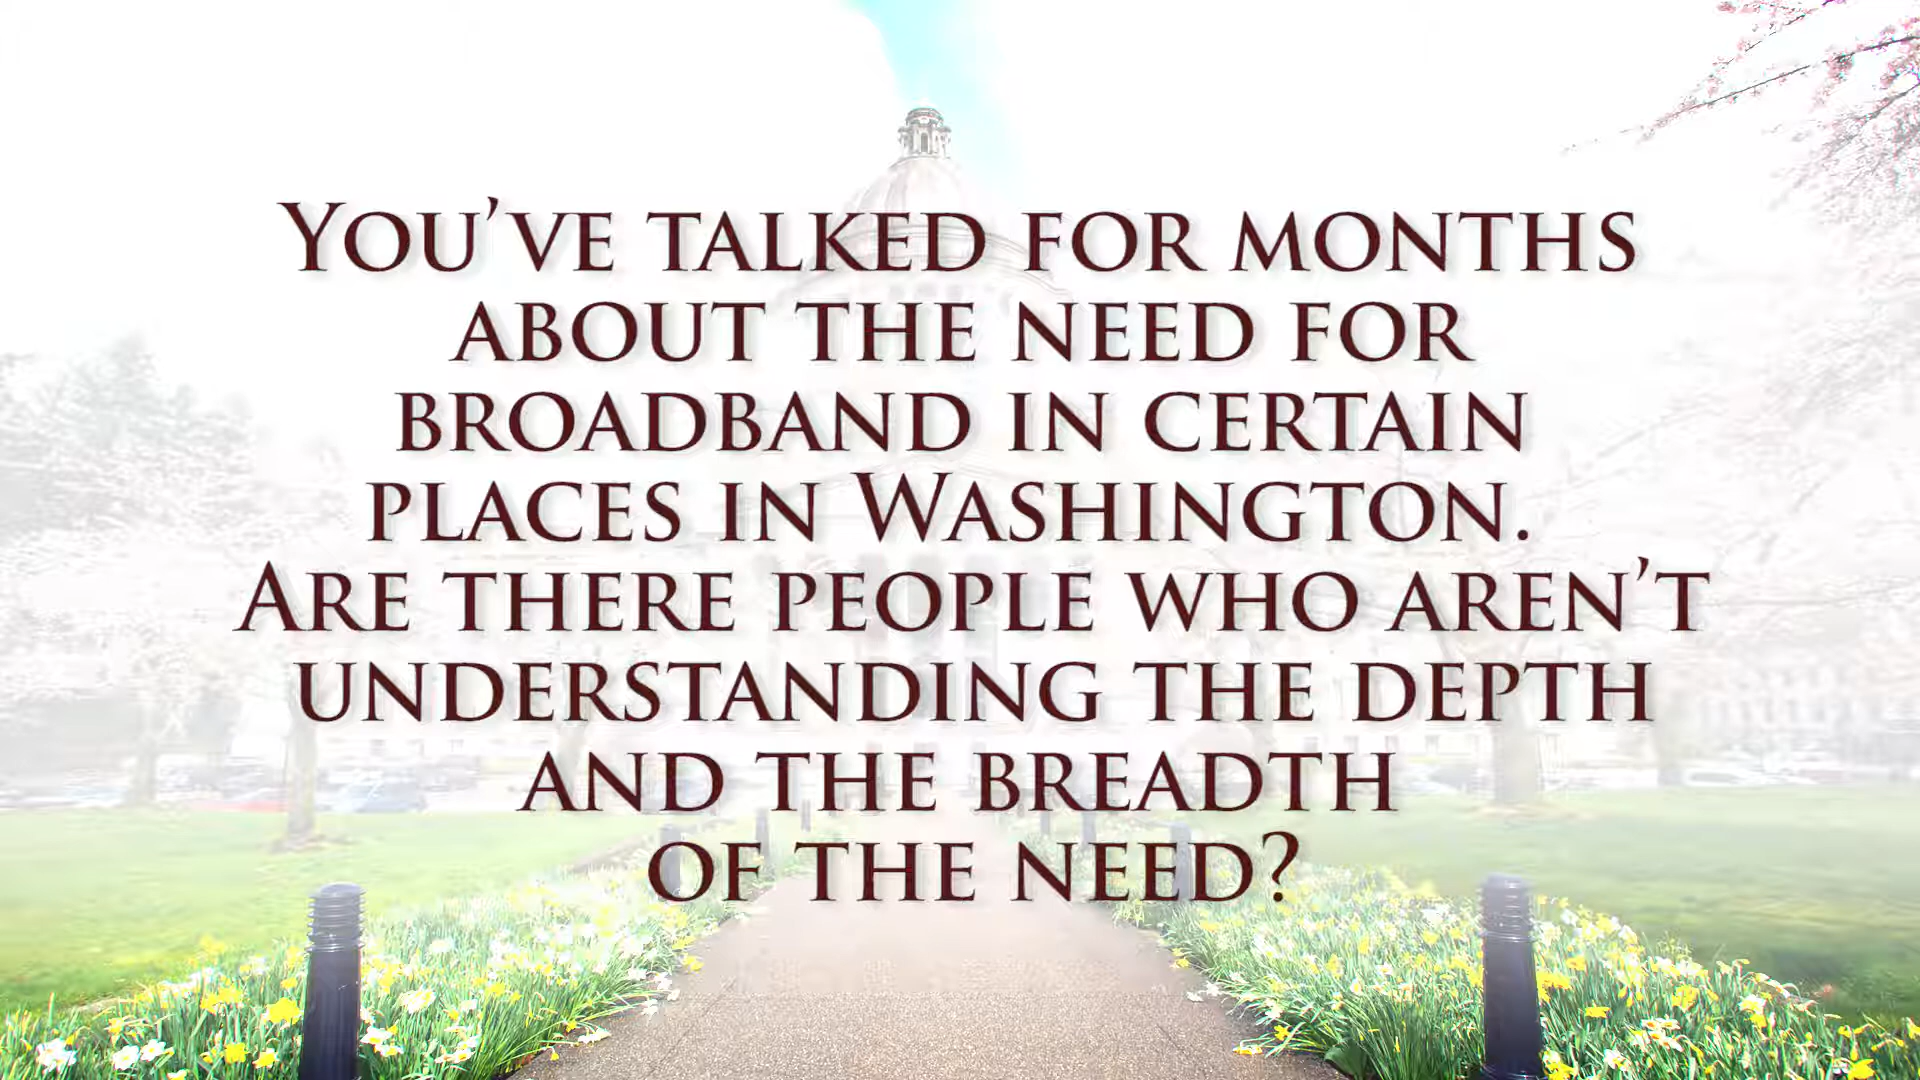 You've talked for months
about the need for
broadband in certain
places in Washington.
Are there people who aren't
understanding the depth
and the breadth
of the need?